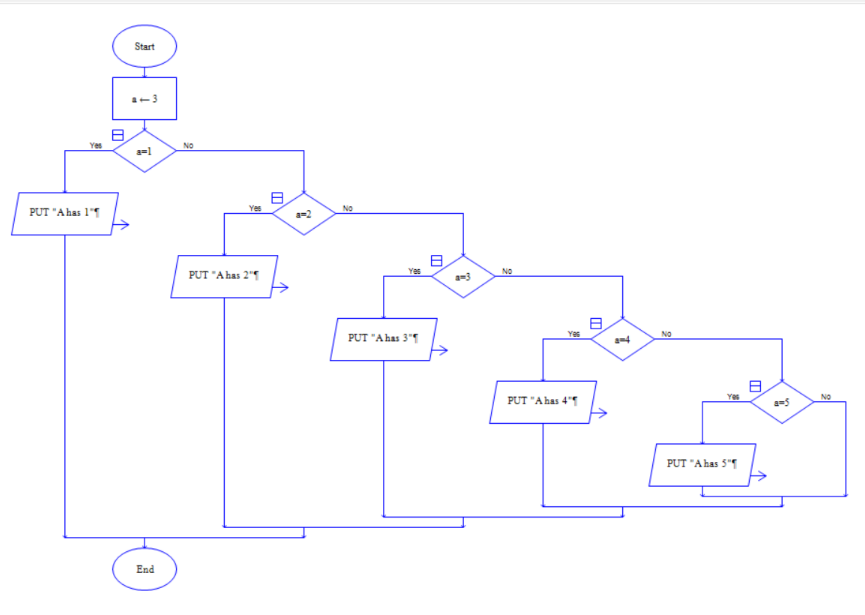 Start
a ← 3
Yes
a=1
No
PUT "A has 1"¶
Yes
a=2
No
PUT "A has 2"¶
Yes
a=3
No
PUT "A has 3"¶
Yes
a=4
No
PUT "A has 4"¶
Yes
a=5
No
PUT "A has 5"¶
End